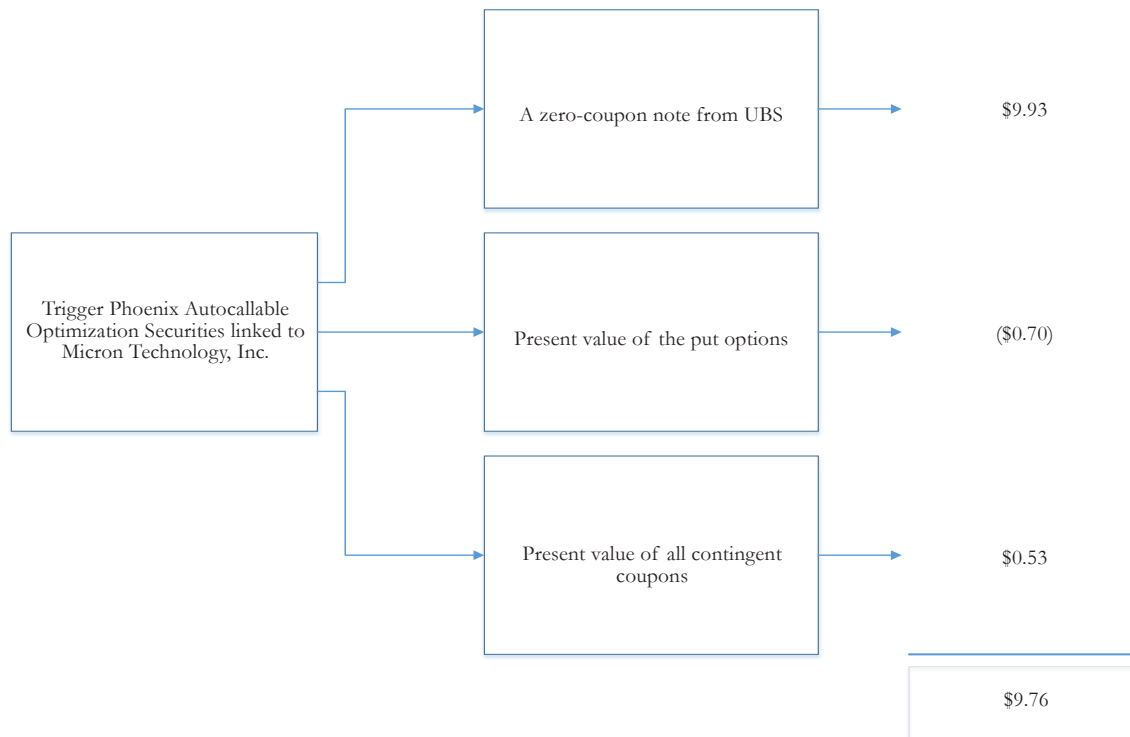 A zero-coupon note from UBS
$9.93
Trigger Phoenix Autocallable
Optimization Securities linked to
Micron Technology, Inc.
Present value of the put options
($0.70)
Present value of all contingent
coupons
$0.53
$9.76